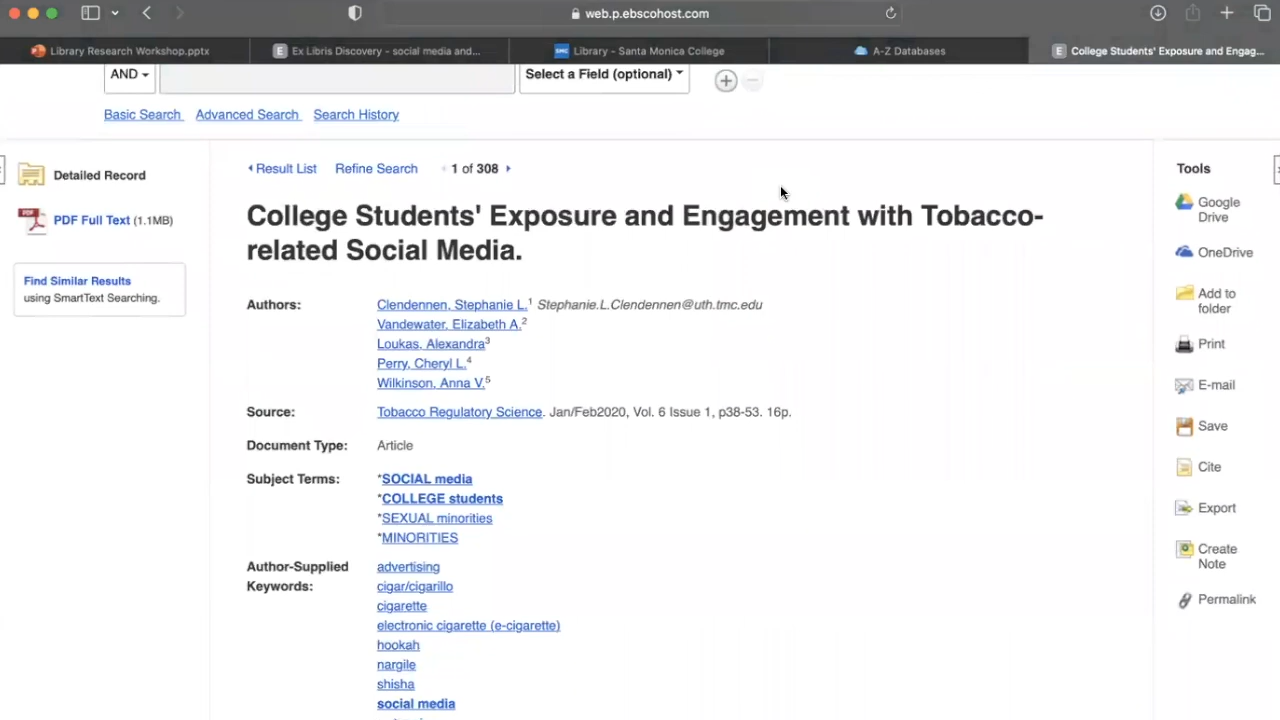 web.p.ebscohost.com
Library Research Workshop.pptx
Ex Libris Discovery - social media and...
Library - Santa Monica College
A-Z Databases
College Students' Exposure and Engag...
AND
Select a Field (optional)
Basic Search
Advanced Search
Search History
Detailed Record
PDF Full Text (1.1MB)
Find Similar Results
using SmartText Searching.
Result List
Refine Search
1 of 308
College Students' Exposure and Engagement with Tobacco-
related Social Media.
Authors:
Clendennen, Stephanie L.1 Stephanie.L.Clendennen@uth.tmc.edu
Vandewater, Elizabeth A.2
Loukas, Alexandra3
Perry, Cheryl L.4
Wilkinson, Anna V.5
Source:
Tobacco Regulatory Science. Jan/Feb2020, Vol. 6 Issue 1, p38-53. 16p.
Document Type:
Article
Subject Terms:
*SOCIAL media
*COLLEGE students
*SEXUAL minorities
*MINORITIES
Author-Supplied
Keywords:
advertising
cigar/cigarillo
cigarette
electronic cigarette (e-cigarette)
hookah
nargile
shisha
social media
Tools
Google
Drive
OneDrive
Add to
folder
Print
E-mail
Save
Cite
Export
Create
Note
Permalink